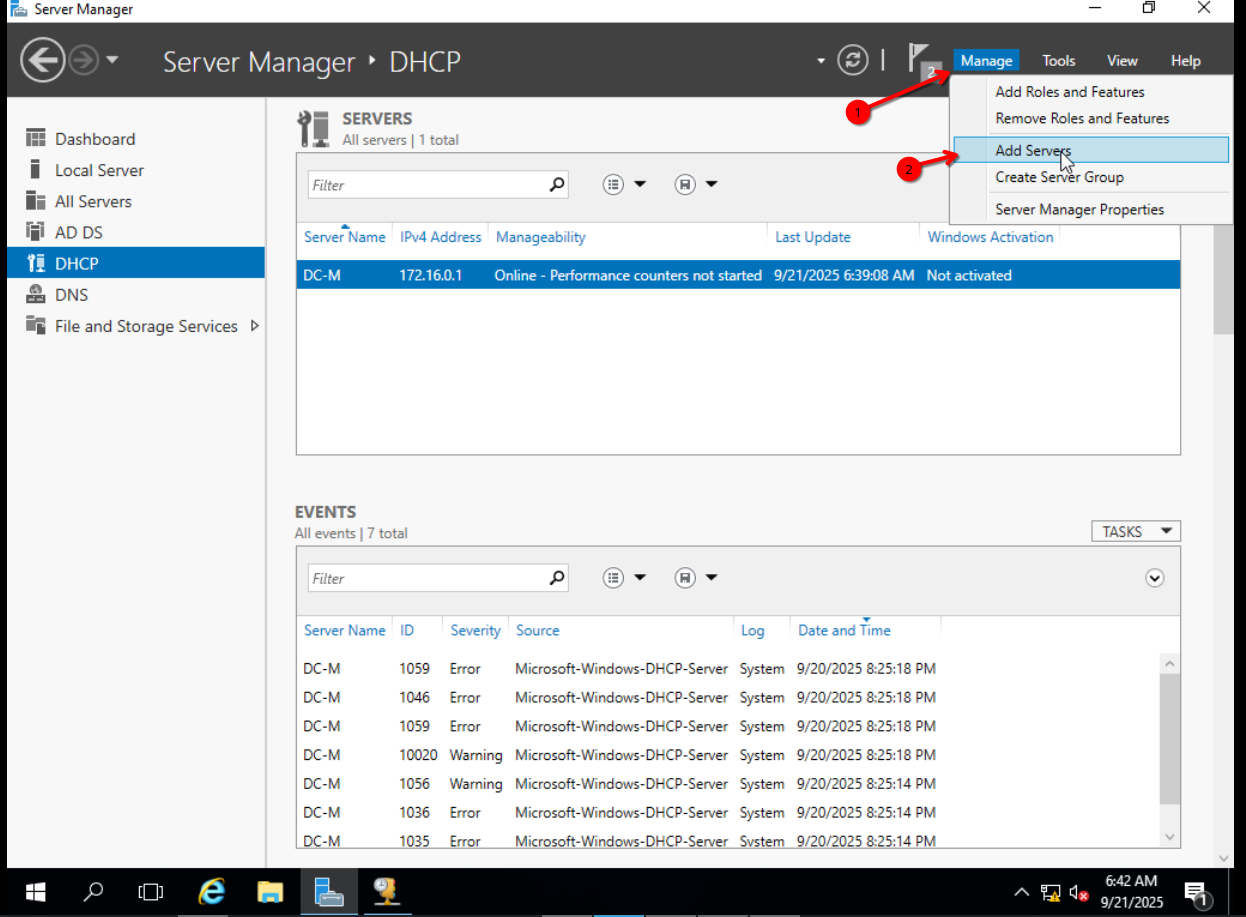 Server Manager
Server Manager ‣ DHCP
2
Manage Tools View Help
1
Add Roles and Features
Remove Roles and Features
2
Add Servers
Create Server Group
Server Manager Properties
Dashboard
Local Server
All Servers
AD DS
DHCP
DNS
File and Storage Services
SERVERS
All servers | 1 total
Filter
Server Name IPv4 Address Manageability Last Update Windows Activation
DC-M 172.16.0.1 Online - Performance counters not started 9/21/2025 6:39:08 AM Not activated
EVENTS
All events | 7 total
TASKS
Filter
Server Name ID Severity Source Log Date and Time
DC-M 1059 Error Microsoft-Windows-DHCP-Server System 9/20/2025 8:25:18 PM
DC-M 1046 Error Microsoft-Windows-DHCP-Server System 9/20/2025 8:25:18 PM
DC-M 1059 Error Microsoft-Windows-DHCP-Server System 9/20/2025 8:25:18 PM
DC-M 10020 Warning Microsoft-Windows-DHCP-Server System 9/20/2025 8:25:18 PM
DC-M 1056 Warning Microsoft-Windows-DHCP-Server System 9/20/2025 8:25:14 PM
DC-M 1036 Error Microsoft-Windows-DHCP-Server System 9/20/2025 8:25:14 PM
DC-M 1035 Error Microsoft-Windows-DHCP-Server System 9/20/2025 8:25:14 PM
6:42 AM
9/21/2025
1